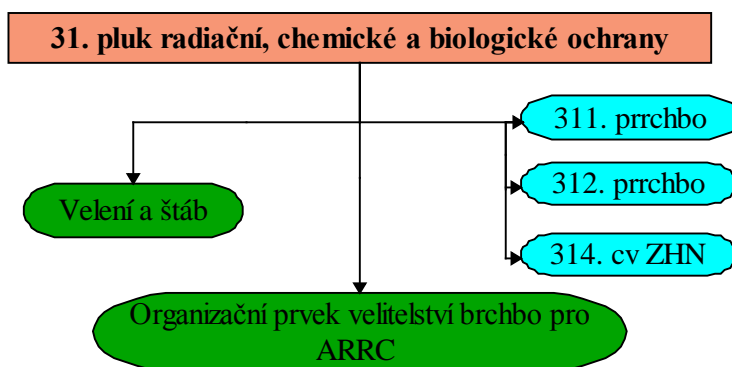 31. pluk radiační, chemické a biologické ochrany
311. prrchbo
312. prrchbo
Velení a štáb
314. cv ZHN
Organizační prvek velitelství brchbo pro
ARRC